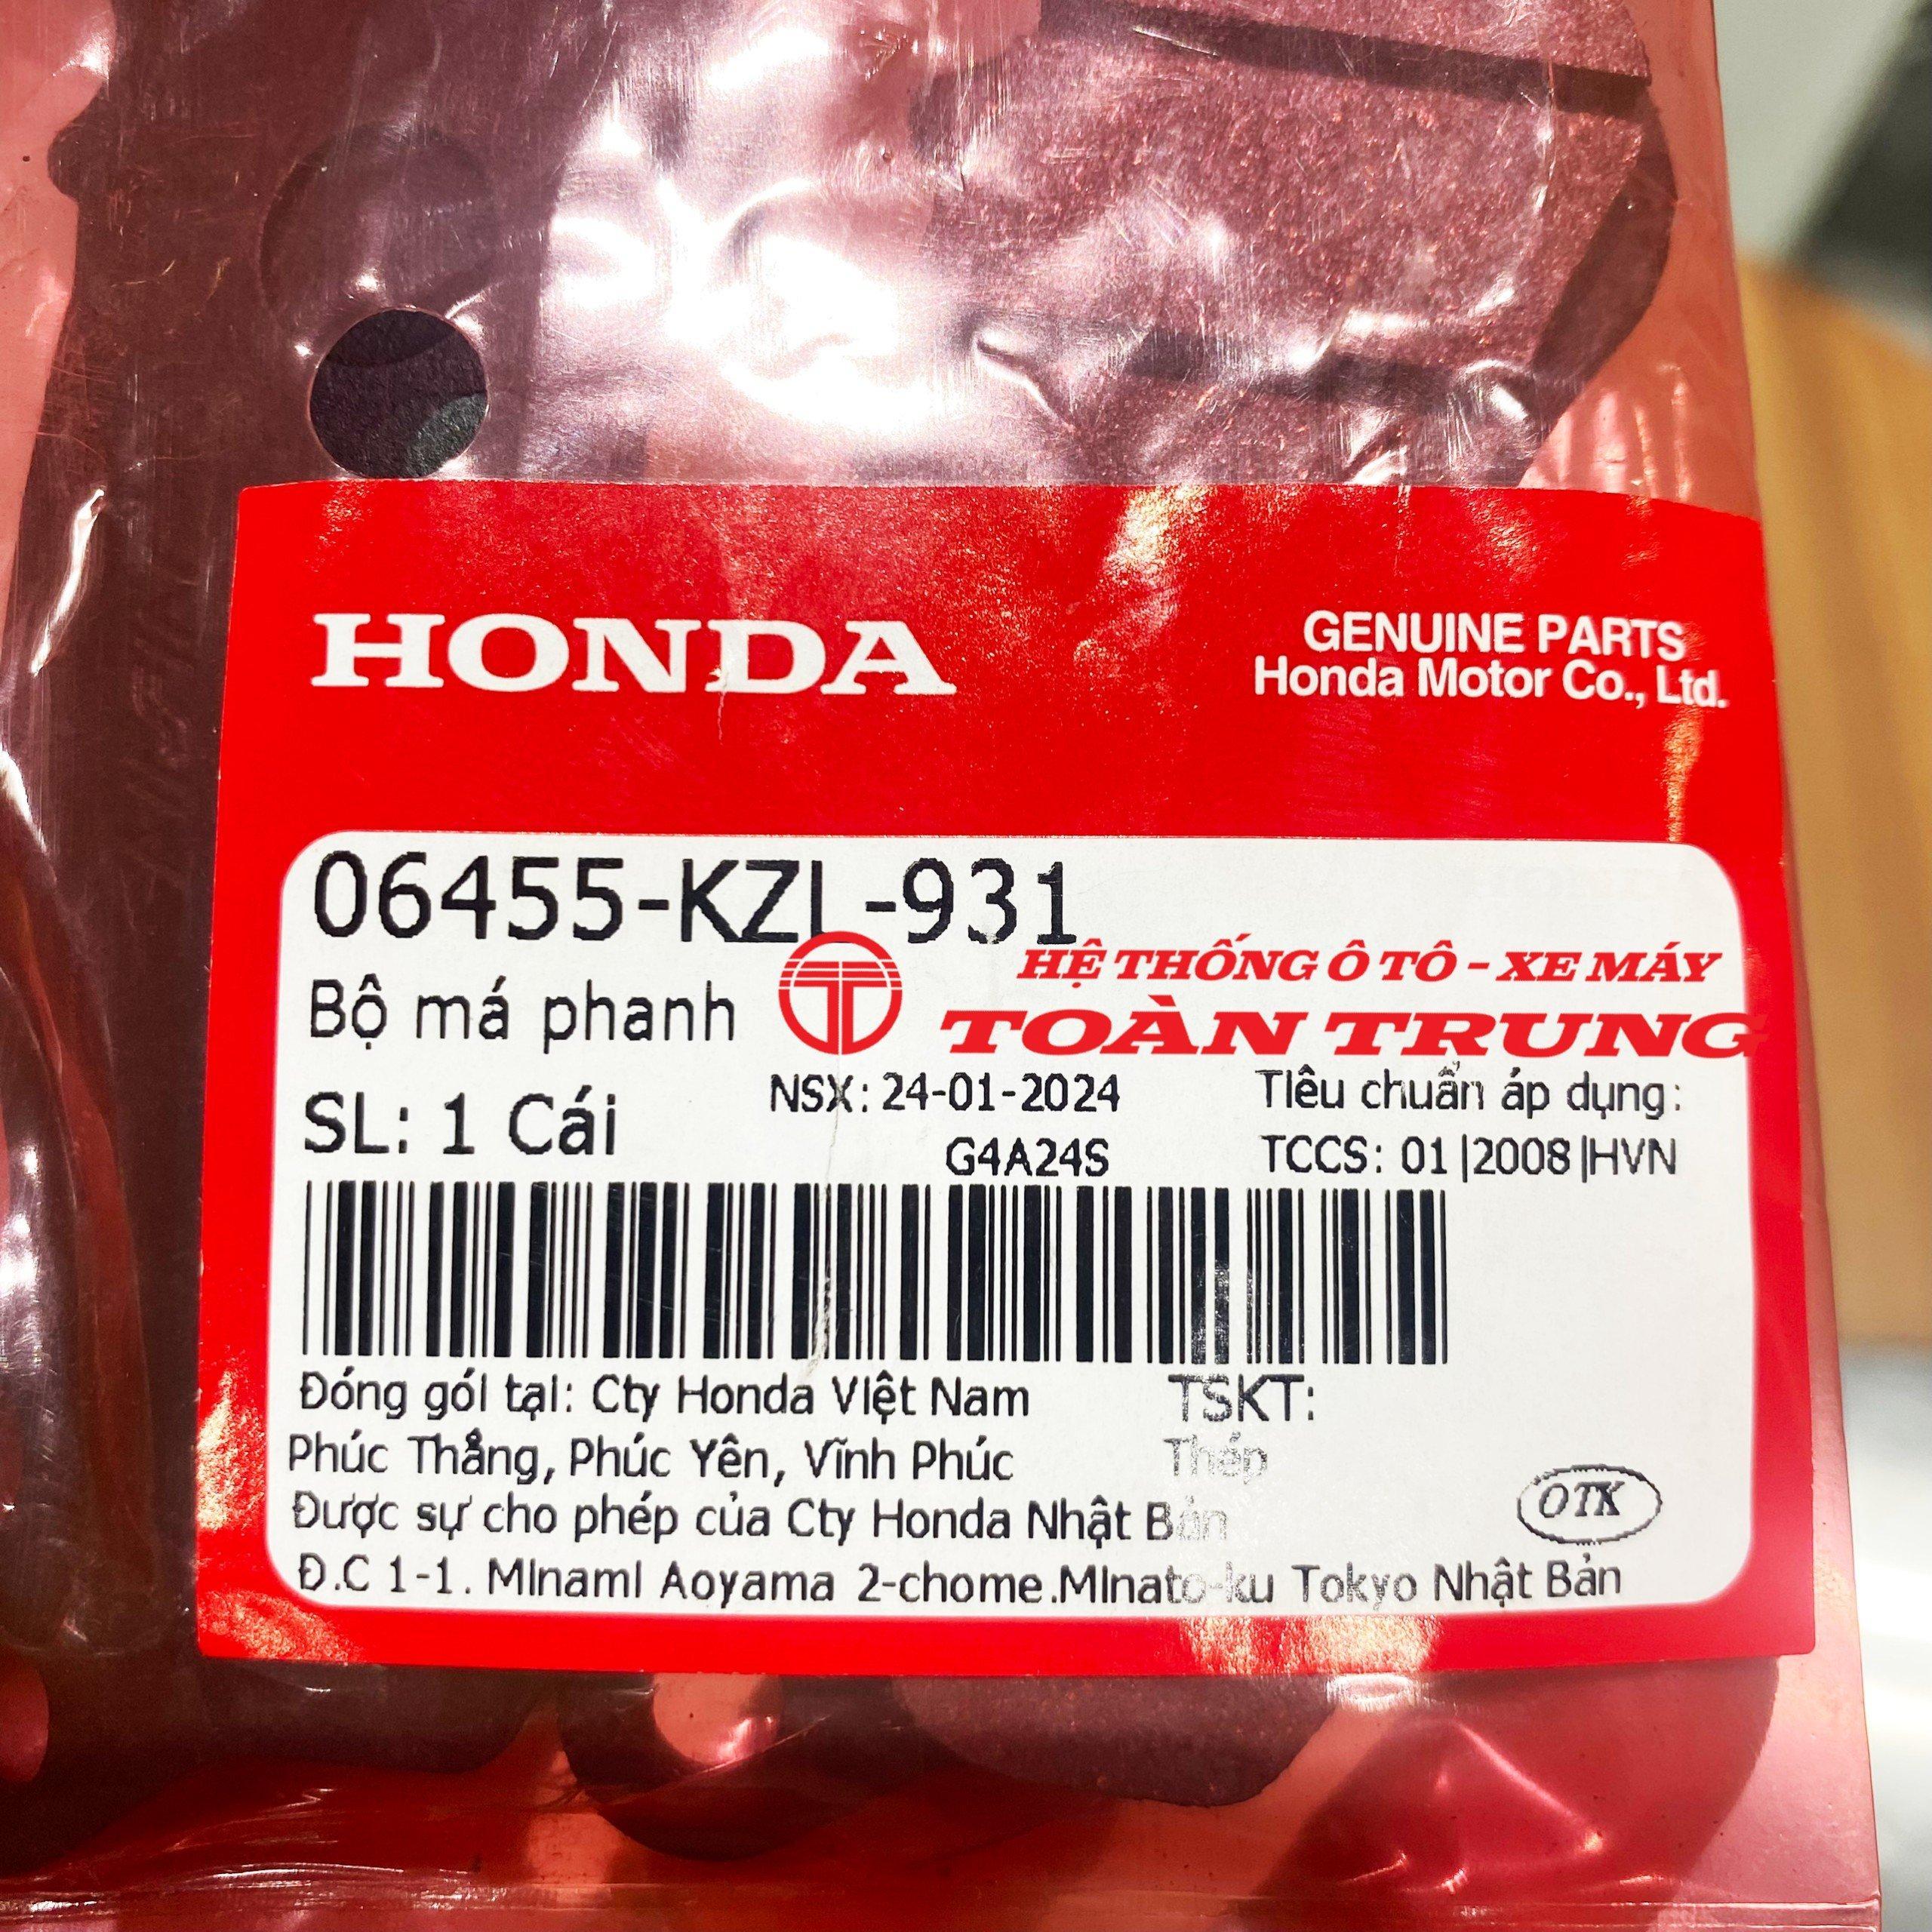 HONDA
GENUINE PARTS
Honda Motor Co., Ltd.
06455-KZL-931
HỆ THỐNG Ô TÔ - XE MÁY
TOÀN TRUNG
Bộ má phanh
SL: 1 Cái
NSX: 24-01-2024
G4A24S
Tiêu chuẩn áp dụng:
TCCS: 01|2008|HVN
Đóng gói tại: Cty Honda Việt Nam
Phúc Thắng, Phúc Yên, Vĩnh Phúc
TSKT:
Thép
Được sự cho phép của Cty Honda Nhật Bản
Đ.C 1-1. Minami Aoyama 2-chome.Minato-ku Tokyo Nhật Bản
OTK